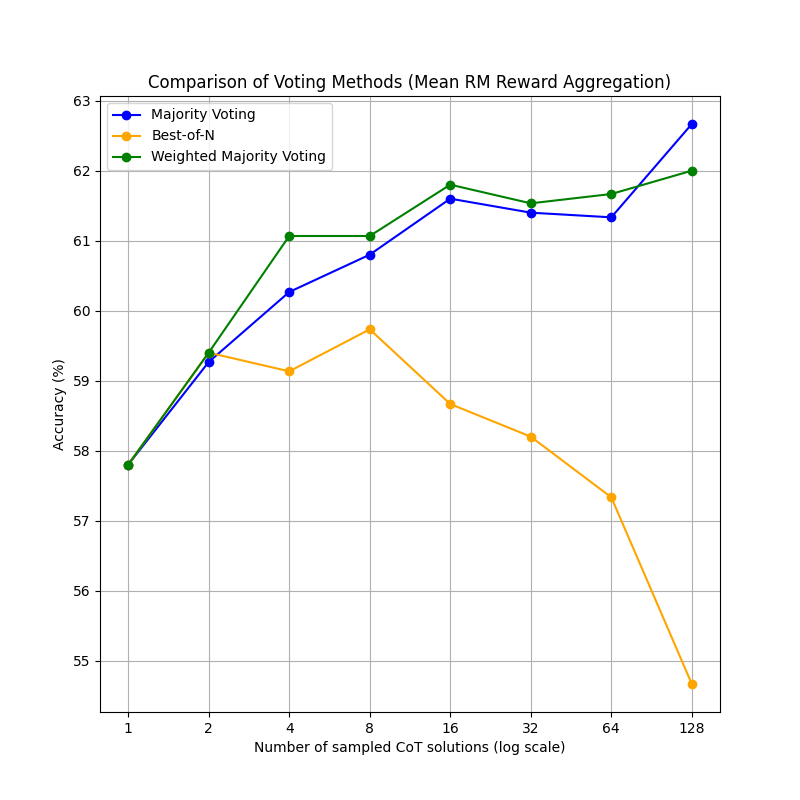 Comparison of Voting Methods (Mean RM Reward Aggregation)
Majority Voting
Best-of-N
Weighted Majority Voting
63
62
61
60
59
58
57
56
55
Accuracy (%)
1 2 4 8 16 32 64 128
Number of sampled CoT solutions (log scale)